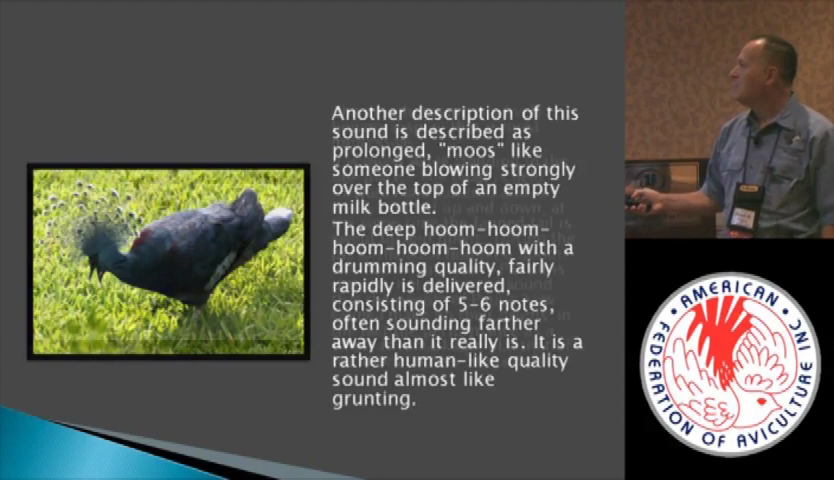 Another description of this
sound is described as
prolonged, "moos" like
someone blowing strongly
over the top of an empty
milk bottle.
The deep hoom-hoom-
hoom-hoom-hoom with a
drumming quality, fairly
rapidly is delivered,
consisting of 5-6 notes,
often sounding farther
away than it really is. It is a
rather human-like quality
sound almost like
grunting.
• AMERICAN •
FEDERATION OF AVICULTURE INC